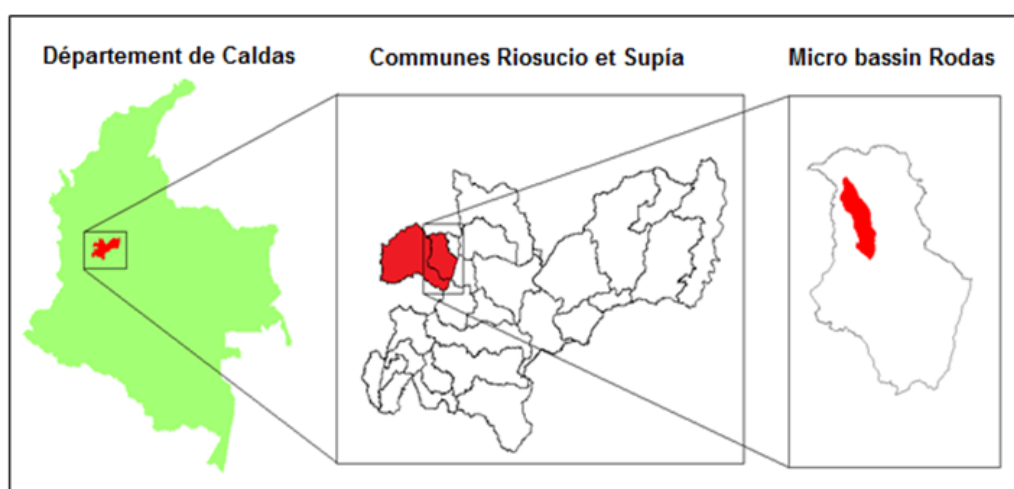 Département de Caldas
Communes Riosucio et Supía
Micro bassin Rodas